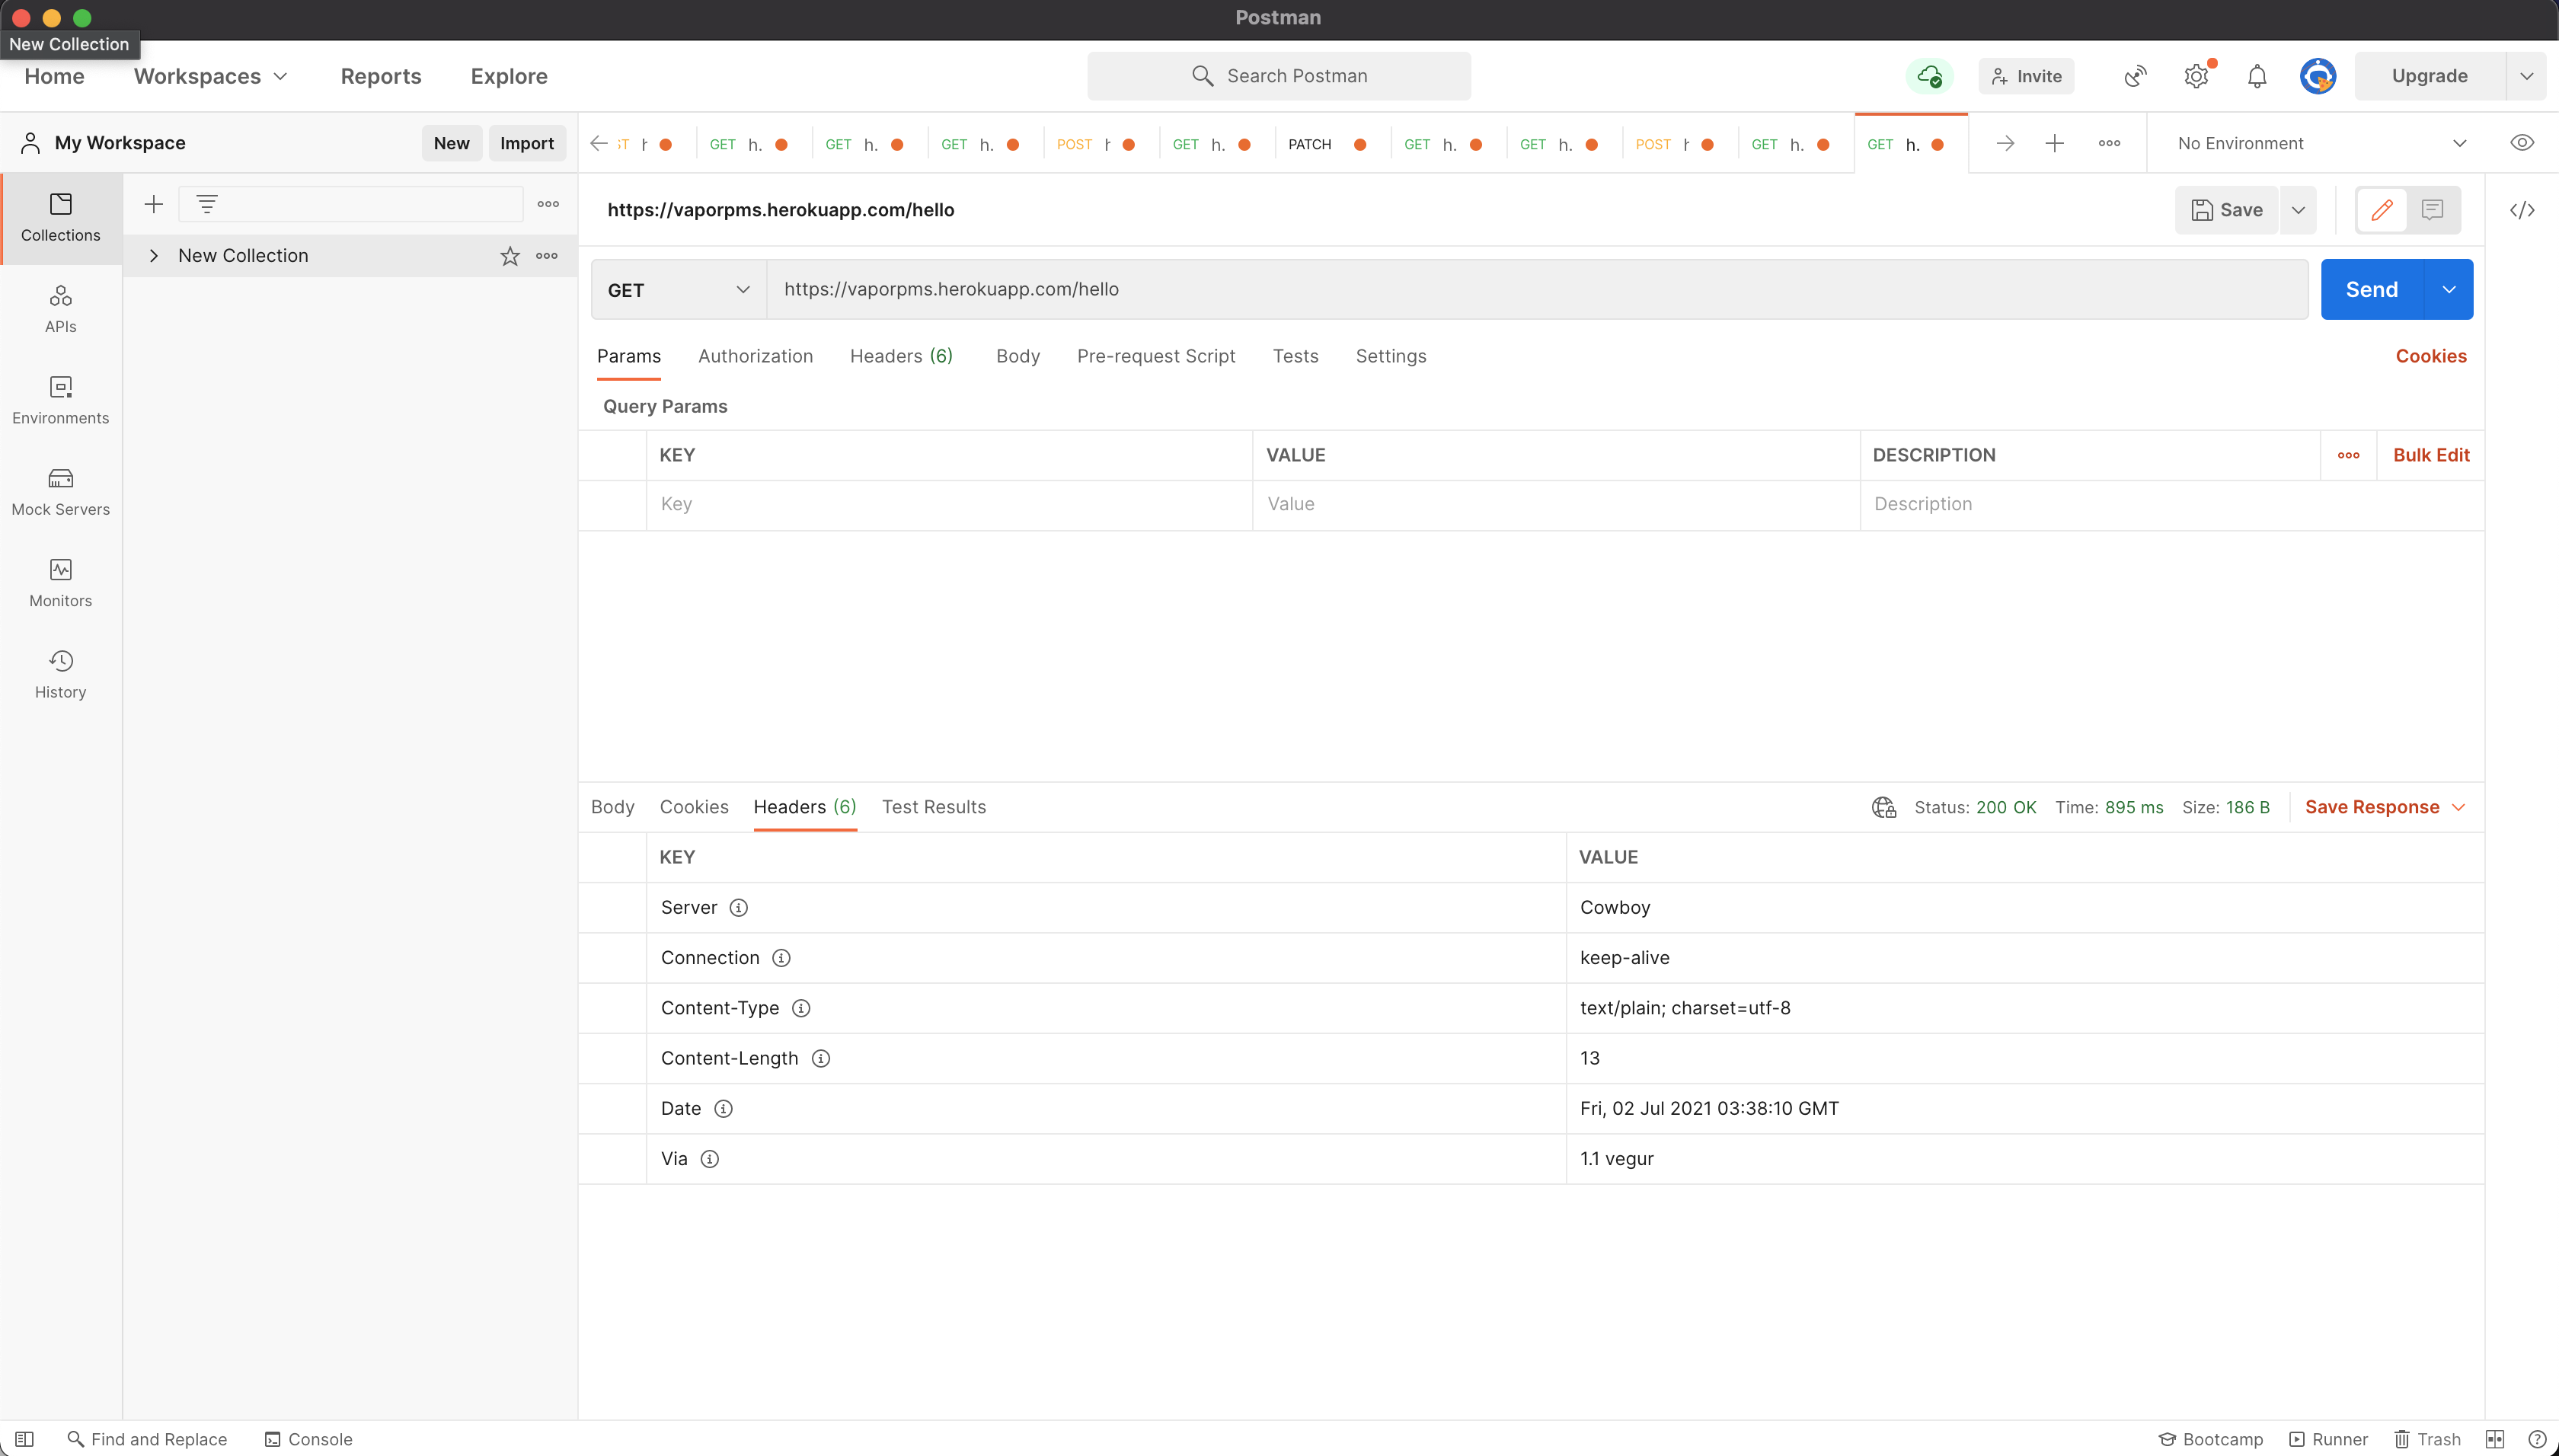 Postman
New Collection
Home Workspaces Reports Explore Search Postman Invite Upgrade
My Workspace New Import GET h. GET h. GET h. POST GET h. PATCH GET h. GET h. POST GET h. GET h. No Environment
Collections
APIs
Environments
Mock Servers
Monitors
History
New Collection
https://vaporpms.herokuapp.com/hello Save
GET https://vaporpms.herokuapp.com/hello Send
Params Authorization Headers (6) Body Pre-request Script Tests Settings Cookies
Query Params
KEY VALUE DESCRIPTION Bulk Edit
Key Value Description
Body Cookies Headers (6) Test Results Status: 200 OK Time: 895 ms Size: 186 B Save Response
KEY VALUE
Server Cowboy
Connection keep-alive
Content-Type text/plain; charset=utf-8
Content-Length 13
Date Fri, 02 Jul 2021 03:38:10 GMT
Via 1.1 vegur
Find and Replace Console Bootcamp Runner Trash